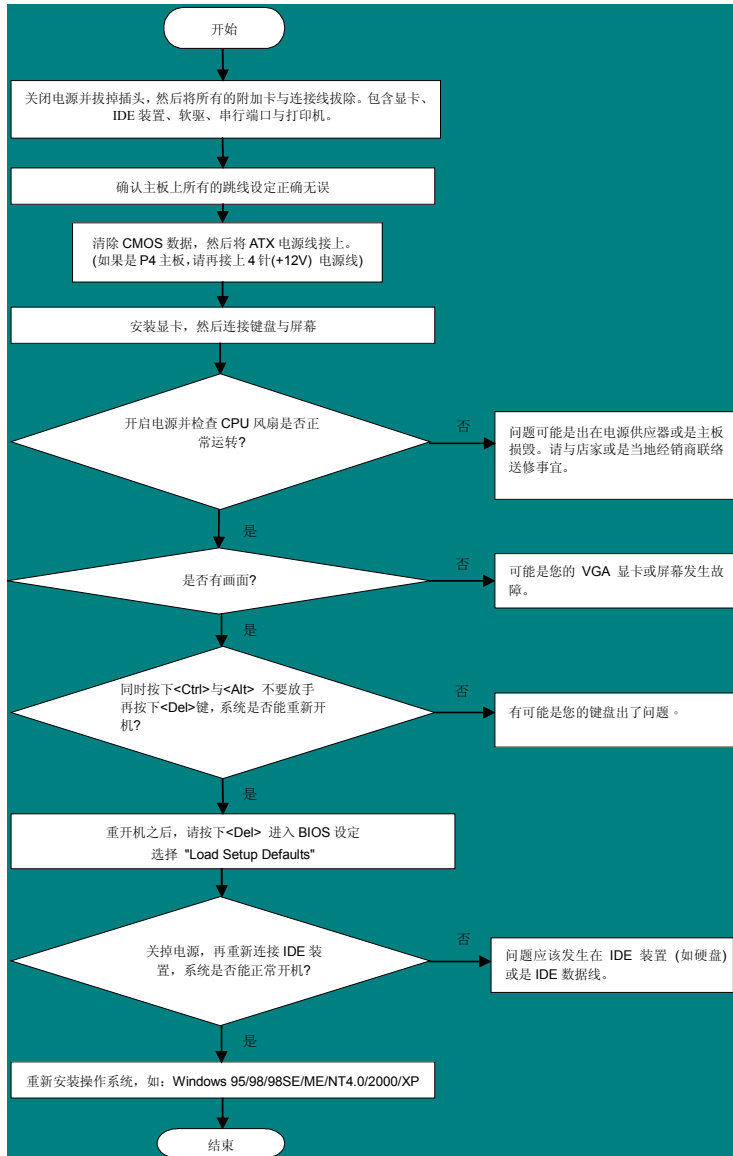 开始
关闭电源并拔掉插头，然后将所有的附加卡与连接线拔除。包含显卡、
IDE 装置、软驱、串行端口与打印机。
确认主板上所有的跳线设定正确无误
清除 CMOS 数据，然后将 ATX 电源线接上。
(如果是 P4 主板，请再接上 4 针(+12V) 电源线)
安装显卡，然后连接键盘与屏幕
开启电源并检查 CPU 风扇是否正
常运转?
否
问题可能是出在电源供应器或是主板
损毁。请与店家或是当地经销商联络
送修事宜。
是
是否有画面?
否
可能是您的 VGA 显卡或屏幕发生故
障。
是
同时按下<Ctrl>与<Alt> 不要放手
再按下<Del>键，系统是否能重新开
机?
否
有可能是您的键盘出了问题。
是
重开机之后，请按下<Del> 进入 BIOS 设定
选择 "Load Setup Defaults"
关掉电源，再重新连接 IDE 装
置，系统是否能正常开机?
否
问题应该发生在 IDE 装置 (如硬盘)
或是 IDE 数据线。
是
重新安装操作系统，如：Windows 95/98/98SE/ME/NT4.0/2000/XP
结束